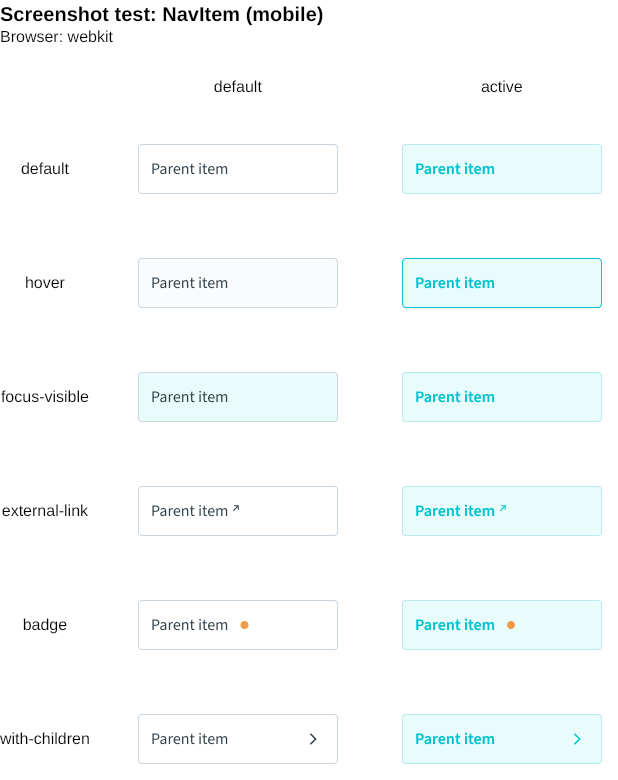 Screenshot test: NavItem (mobile)
Browser: webkit
default active
default Parent item Parent item
hover Parent item Parent item
focus-visible Parent item Parent item
external-link Parent item Parent item
badge Parent item Parent item
with-children Parent item Parent item